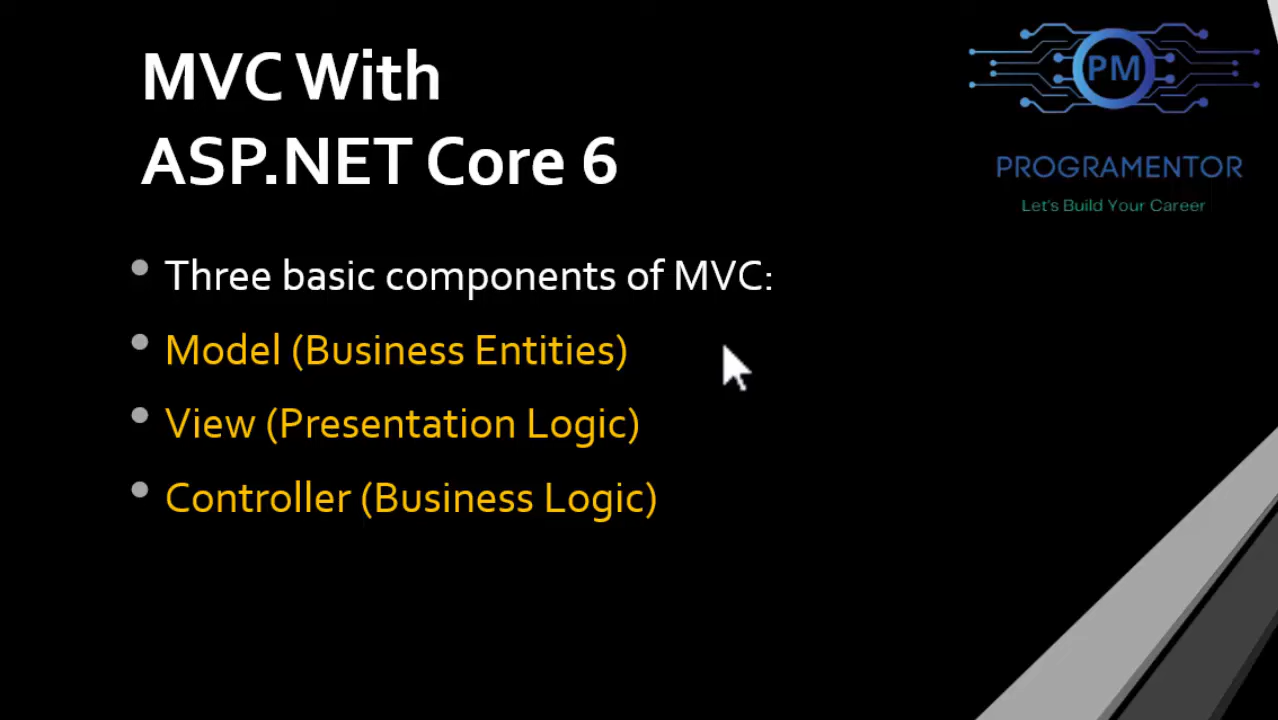 MVC With
ASP.NET Core 6
PM
PROGRAMENTOR
Let's Build Your Career
Three basic components of MVC:
Model (Business Entities)
View (Presentation Logic)
Controller (Business Logic)